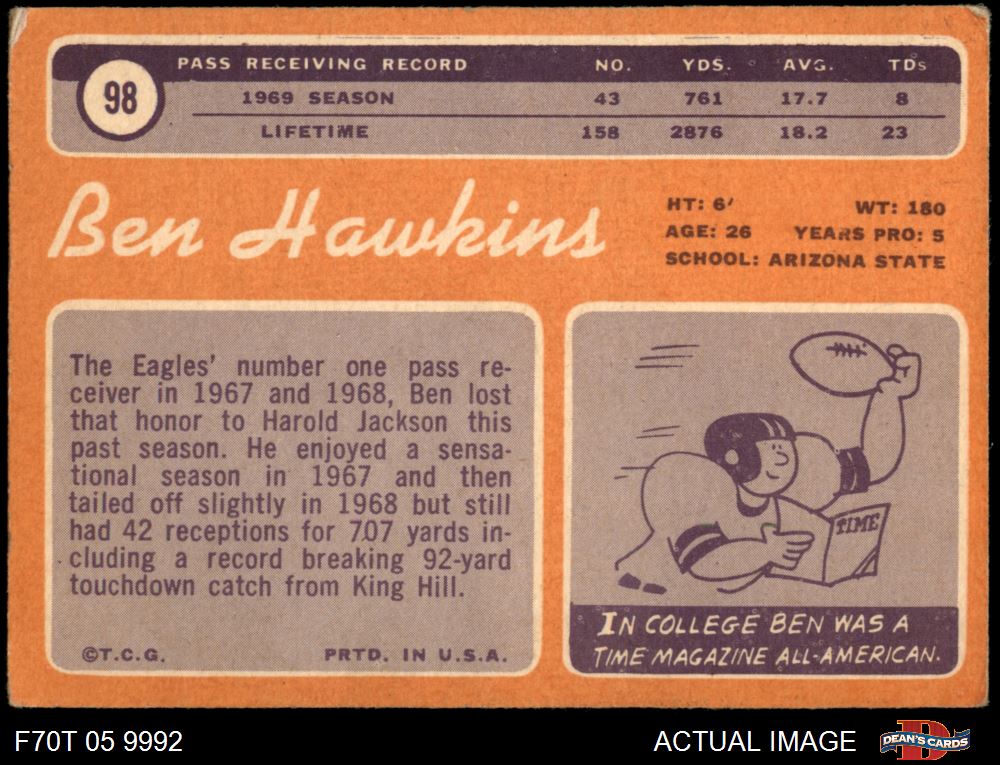 PASS RECEIVING RECORD NO. YDS. AVG. TDs
98
1969 SEASON 43 761 17.7 8
LIFETIME 158 2876 18.2 23
Ben Hawkins
HT: 6' WT: 180
AGE: 26 YEARS PRO: 5
SCHOOL: ARIZONA STATE
The Eagles' number one pass re-
ceiver in 1967 and 1968, Ben lost
that honor to Harold Jackson this
past season. He enjoyed a sensa-
tional season in 1967 and then
tailed off slightly in 1968 but still
had 42 receptions for 707 yards in-
cluding a record breaking 92-yard
touchdown catch from King Hill.
©T.C.G. PRTD. IN U.S.A.
TIME
IN COLLEGE BEN WAS A
TIME MAGAZINE ALL-AMERICAN.
F70T 05 9992 ACTUAL IMAGE
D
DEAN'S CARDS